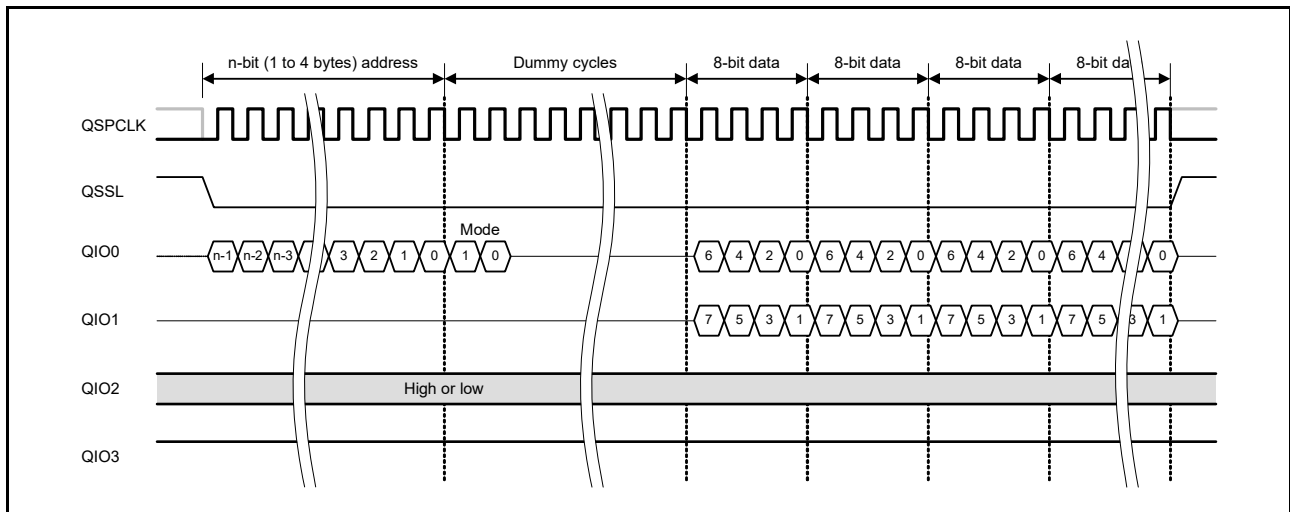 n-bit (1 to 4 bytes) address Dummy cycles 8-bit data 8-bit data 8-bit data 8-bit
QSPCLK
QSSL
Mode
QIO0 n-1 n-2 n-3 3 2 1 0 1 0 6 4 2 0 6 4 2 0 6 4 2 0 6 4 0
QIO1 7 5 3 1 7 5 3 1 7 5 3 1 7 5 3 1
QIO2 High or low
QIO3